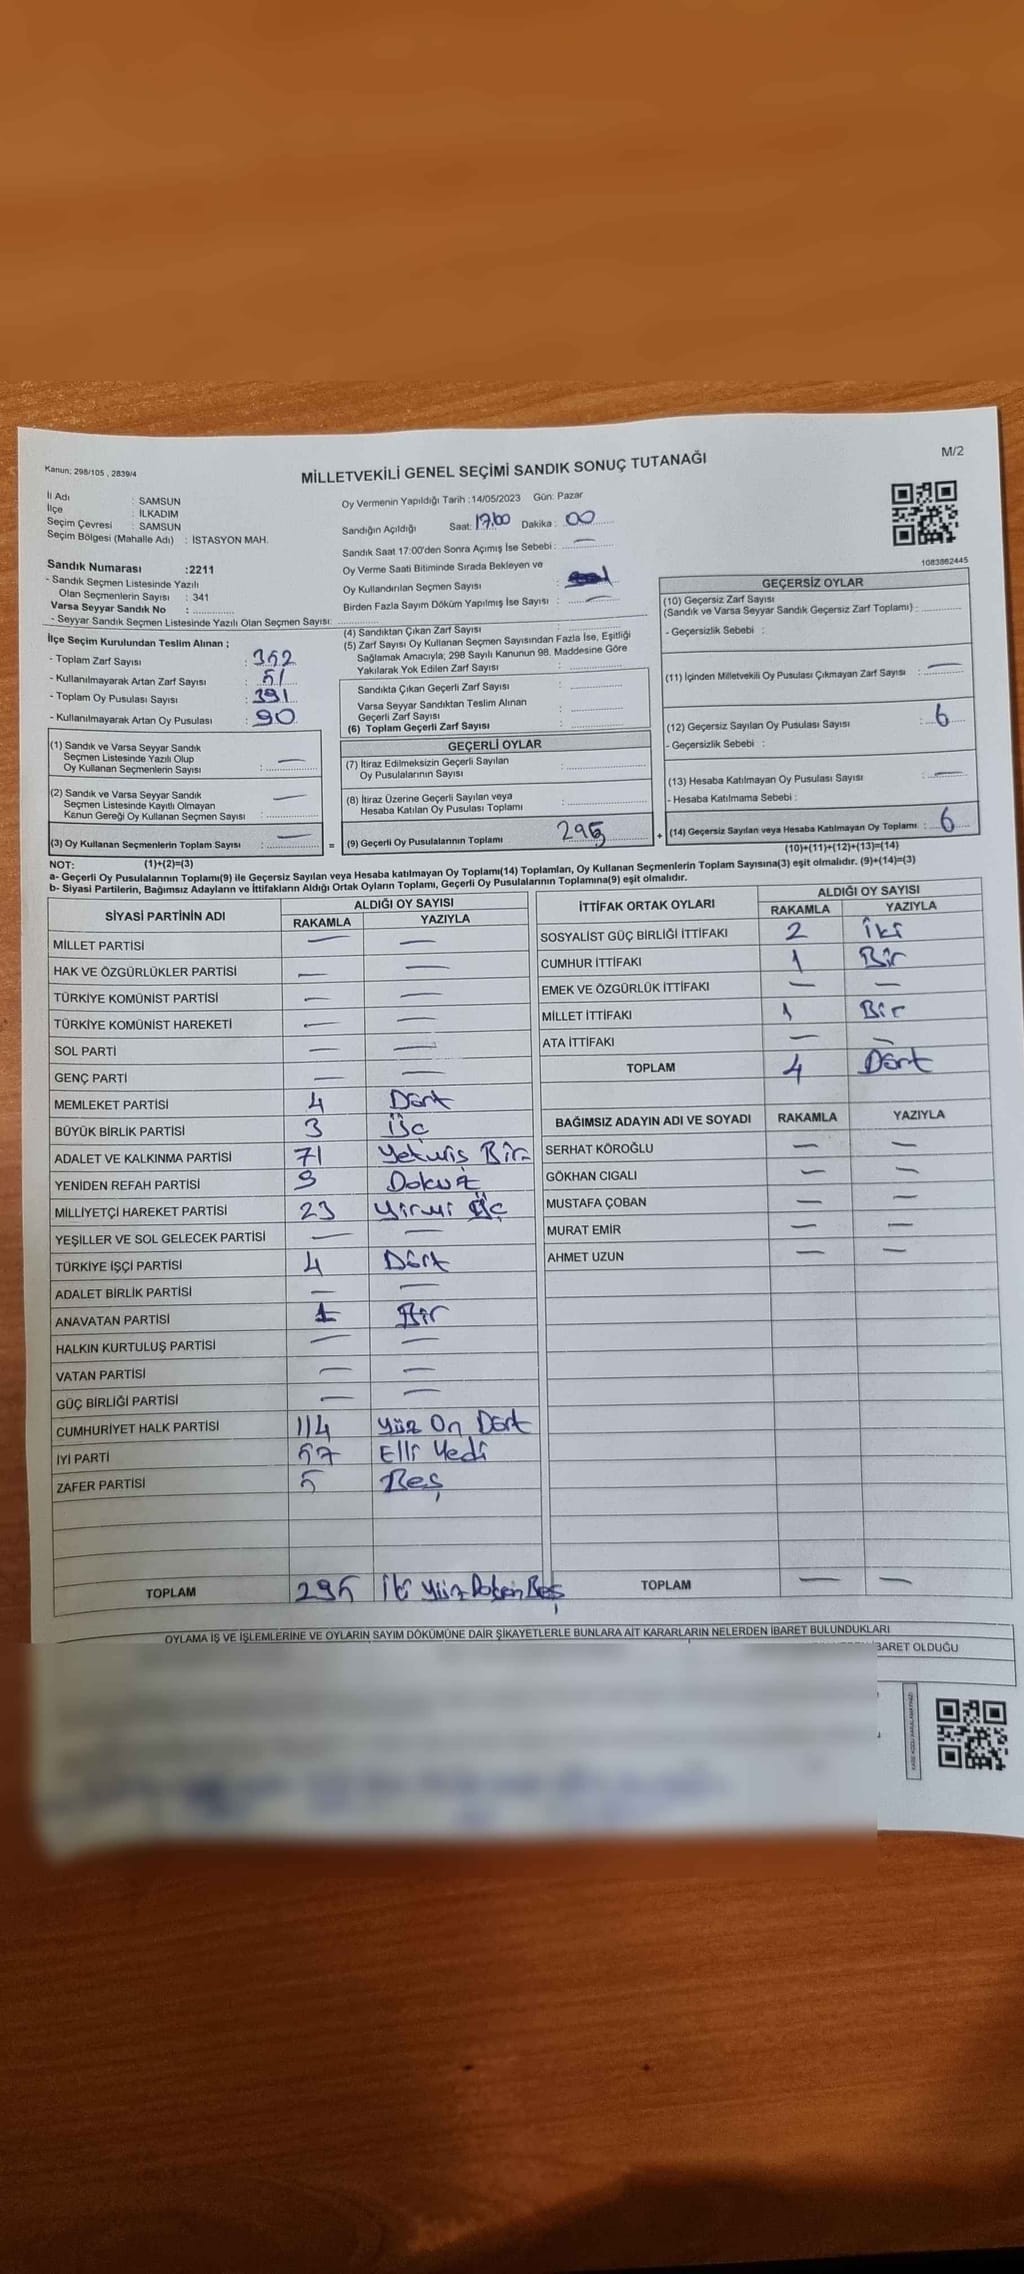 Kanun; 298/105 , 2839/4
MİLLETVEKİLİ GENEL SEÇİMİ SANDIK SONUÇ TUTANAĞI
M/2
İl Adı : SAMSUN
İlçe : İLKADIM
Seçim Çevresi : SAMSUN
Seçim Bölgesi (Mahalle Adı) : İSTASYON MAH.
Oy Vermenin Yapıldığı Tarih :14/05/2023 Gün: Pazar
Sandığın Açıldığı Saat: 17.00 Dakika : 00
Sandık Saat 17:00'den Sonra Açımış İse Sebebi : —
Oy Verme Saati Bitiminde Sırada Bekleyen ve
Oy Kullandırılan Seçmen Sayısı :
Birden Fazla Sayım Döküm Yapılmış İse Sayısı : —
1083862445
Sandık Numarası :2211
- Sandık Seçmen Listesinde Yazılı
Olan Seçmenlerin Sayısı : 341
Varsa Seyyar Sandık No :
- Seyyar Sandık Seçmen Listesinde Yazılı Olan Seçmen Sayısı:
İlçe Seçim Kurulundan Teslim Alınan ;
- Toplam Zarf Sayısı : 352
- Kullanılmayarak Artan Zarf Sayısı : 51
- Toplam Oy Pusulası Sayısı : 391
- Kullanılmayarak Artan Oy Pusulası : 90
(1) Sandık ve Varsa Seyyar Sandık
Seçmen Listesinde Yazılı Olup
Oy Kullanan Seçmenlerin Sayısı : —
(2) Sandık ve Varsa Seyyar Sandık
Seçmen Listesinde Kayıtlı Olmayan
Kanun Gereği Oy Kullanan Seçmen Sayısı : —
(3) Oy Kullanan Seçmenlerin Toplam Sayısı : —
(4) Sandıktan Çıkan Zarf Sayısı :
(5) Zarf Sayısı Oy Kullanan Seçmen Sayısından Fazla İse, Eşitliği
Sağlamak Amacıyla; 298 Sayılı Kanunun 98. Maddesine Göre
Yakılarak Yok Edilen Zarf Sayısı :
Sandıkta Çıkan Geçerli Zarf Sayısı :
Varsa Seyyar Sandıktan Teslim Alınan
Geçerli Zarf Sayısı :
(6) Toplam Geçerli Zarf Sayısı :
GEÇERLİ OYLAR
(7) İtiraz Edilmeksizin Geçerli Sayılan
Oy Pusulalarının Sayısı :
(8) İtiraz Üzerine Geçerli Sayılan veya
Hesaba Katılan Oy Pusulası Toplamı :
= (9) Geçerli Oy Pusulalarının Toplamı : 295
GEÇERSİZ OYLAR
(10) Geçersiz Zarf Sayısı
(Sandık ve Varsa Seyyar Sandık Geçersiz Zarf Toplamı) :
- Geçersizlik Sebebi :
(11) İçinden Milletvekili Oy Pusulası Çıkmayan Zarf Sayısı : —
(12) Geçersiz Sayılan Oy Pusulası Sayısı : 6
- Geçersizlik Sebebi :
(13) Hesaba Katılmayan Oy Pusulası Sayısı : —
- Hesaba Katılmama Sebebi :
+ (14) Geçersiz Sayılan veya Hesaba Katılmayan Oy Toplamı : 6
(10)+(11)+(12)+(13)=(14)
NOT: (1)+(2)=(3)
a- Geçerli Oy Pusulalarının Toplamı(9) ile Geçersiz Sayılan veya Hesaba katılmayan Oy Toplamı(14) Toplamları, Oy Kullanan Seçmenlerin Toplam Sayısına(3) eşit olmalıdır. (9)+(14)=(3)
b- Siyasi Partilerin, Bağımsız Adayların ve İttifakların Aldığı Ortak Oyların Toplamı, Geçerli Oy Pusulalarının Toplamına(9) eşit olmalıdır.
SİYASİ PARTİNİN ADI ALDIĞI OY SAYISI
RAKAMLA YAZIYLA
MİLLET PARTİSİ — —
HAK VE ÖZGÜRLÜKLER PARTİSİ — —
TÜRKİYE KOMÜNİST PARTİSİ — —
TÜRKİYE KOMÜNİST HAREKETİ — —
SOL PARTİ — —
GENÇ PARTİ — —
MEMLEKET PARTİSİ 4 Dört
BÜYÜK BİRLİK PARTİSİ 3 Üç
ADALET VE KALKINMA PARTİSİ 71 Yetmiş Bir
YENİDEN REFAH PARTİSİ 9 Dokuz
MİLLİYETÇİ HAREKET PARTİSİ 23 Yirmi Üç
YEŞİLLER VE SOL GELECEK PARTİSİ — —
TÜRKİYE İŞÇİ PARTİSİ 4 Dört
ADALET BİRLİK PARTİSİ — —
ANAVATAN PARTİSİ 1 Bir
HALKIN KURTULUŞ PARTİSİ — —
VATAN PARTİSİ — —
GÜÇ BİRLİĞİ PARTİSİ — —
CUMHURİYET HALK PARTİSİ 114 Yüz On Dört
İYİ PARTİ 57 Elli Yedi
ZAFER PARTİSİ 5 Beş
TOPLAM 295 İki Yüz Doksan Beş
İTTİFAK ORTAK OYLARI ALDIĞI OY SAYISI
RAKAMLA YAZIYLA
SOSYALİST GÜÇ BİRLİĞİ İTTİFAKI 2 İki
CUMHUR İTTİFAKI 1 Bir
EMEK VE ÖZGÜRLÜK İTTİFAKI — —
MİLLET İTTİFAKI 1 Bir
ATA İTTİFAKI — —
TOPLAM 4 Dört
BAĞIMSIZ ADAYIN ADI VE SOYADI RAKAMLA YAZIYLA
SERHAT KÖROĞLU — —
GÖKHAN CIGALI — —
MUSTAFA ÇOBAN — —
MURAT EMİR — —
AHMET UZUN — —
TOPLAM — —
OYLAMA İŞ VE İŞLEMLERİNE VE OYLARIN SAYIM DÖKÜMÜNE DAİR ŞİKAYETLERLE BUNLARA AİT KARARLARIN NELERDEN İBARET BULUNDUKLARI
BARET OLDUĞU